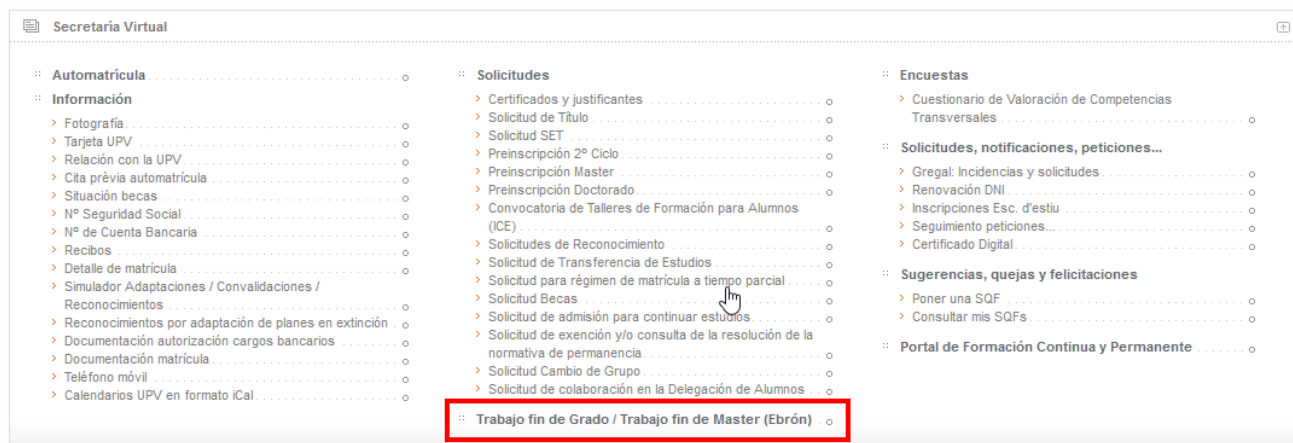 Secretaría Virtual
Automatrícula
Información
Fotografía
Tarjeta UPV
Relación con la UPV
Cita prèvia automatrícula
Situación becas
Nº Seguridad Social
Nº de Cuenta Bancaria
Recibos
Detalle de matrícula
Simulador Adaptaciones / Convalidaciones /
Reconocimientos
Reconocimientos por adaptación de planes en extinción
Documentación autorización cargos bancarios
Documentación matrícula
Teléfono móvil
Calendarios UPV en formato iCal
Solicitudes
Certificados y justificantes
Solicitud de Título
Solicitud SET
Preinscripción 2º Ciclo
Preinscripción Master
Preinscripción Doctorado
Convocatoria de Talleres de Formación para Alumnos
(ICE)
Solicitudes de Reconocimiento
Solicitud de Transferencia de Estudios
Solicitud para régimen de matrícula a tiempo parcial
Solicitud Becas
Solicitud de admisión para continuar estudios
Solicitud de exención y/o consulta de la resolución de la
normativa de permanencia
Solicitud Cambio de Grupo
Solicitud de colaboración en la Delegación de Alumnos
Trabajo fin de Grado / Trabajo fin de Master (Ebrón)
Encuestas
Cuestionario de Valoración de Competencias
Transversales
Solicitudes, notificaciones, peticiones...
Gregal: Incidencias y solicitudes
Renovación DNI
Inscripciones Esc. d'estiu
Seguimiento peticiones...
Certificado Digital
Sugerencias, quejas y felicitaciones
Poner una SQF
Consultar mis SQFs
Portal de Formación Continua y Permanente